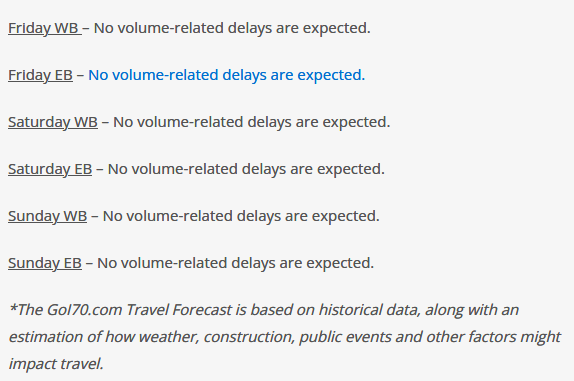 Friday WB – No volume-related delays are expected.
Friday EB – No volume-related delays are expected.
Saturday WB – No volume-related delays are expected.
Saturday EB – No volume-related delays are expected.
Sunday WB – No volume-related delays are expected.
Sunday EB – No volume-related delays are expected.
*The GoI70.com Travel Forecast is based on historical data, along with an
estimation of how weather, construction, public events and other factors might
impact travel.